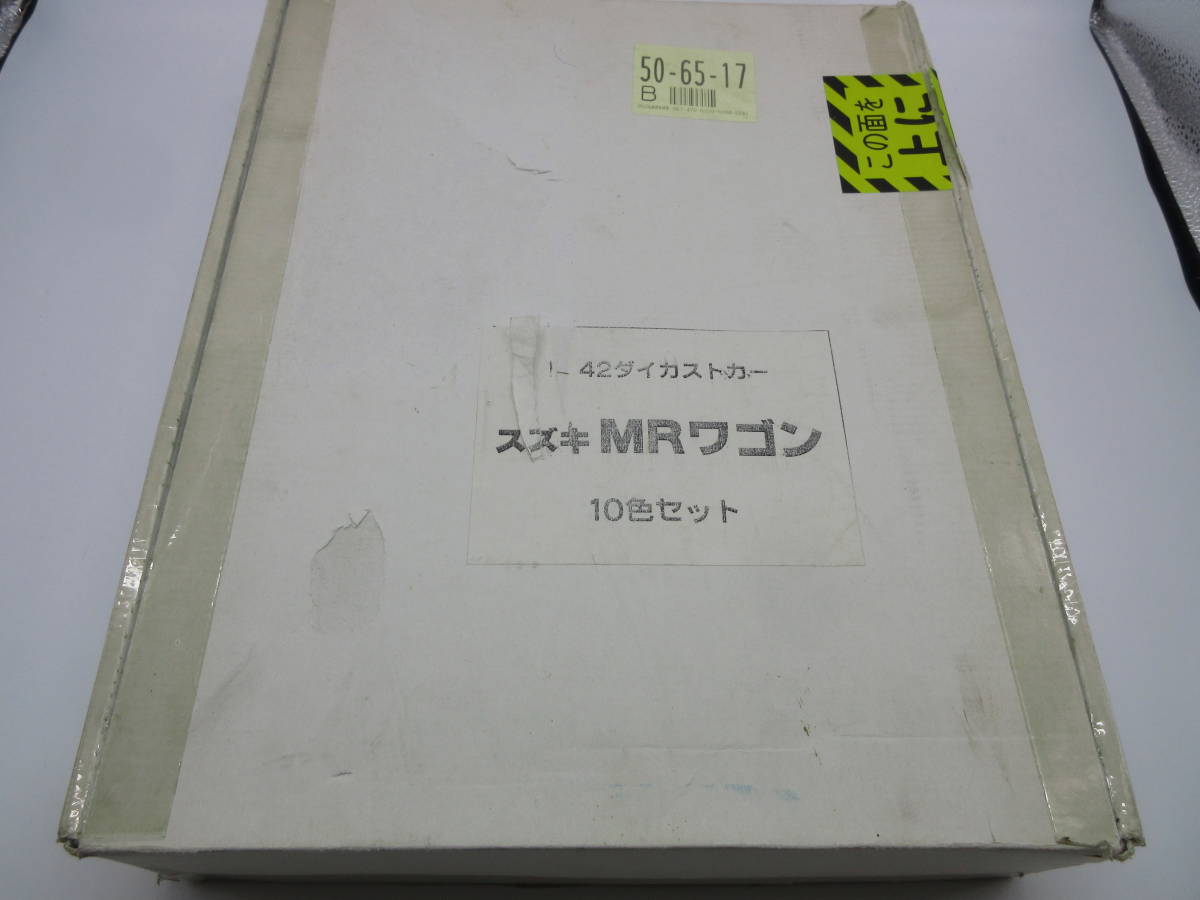 50-65-17
B
この面を
上に
42ダイカストカー
スズキ MRワゴン
10色セット